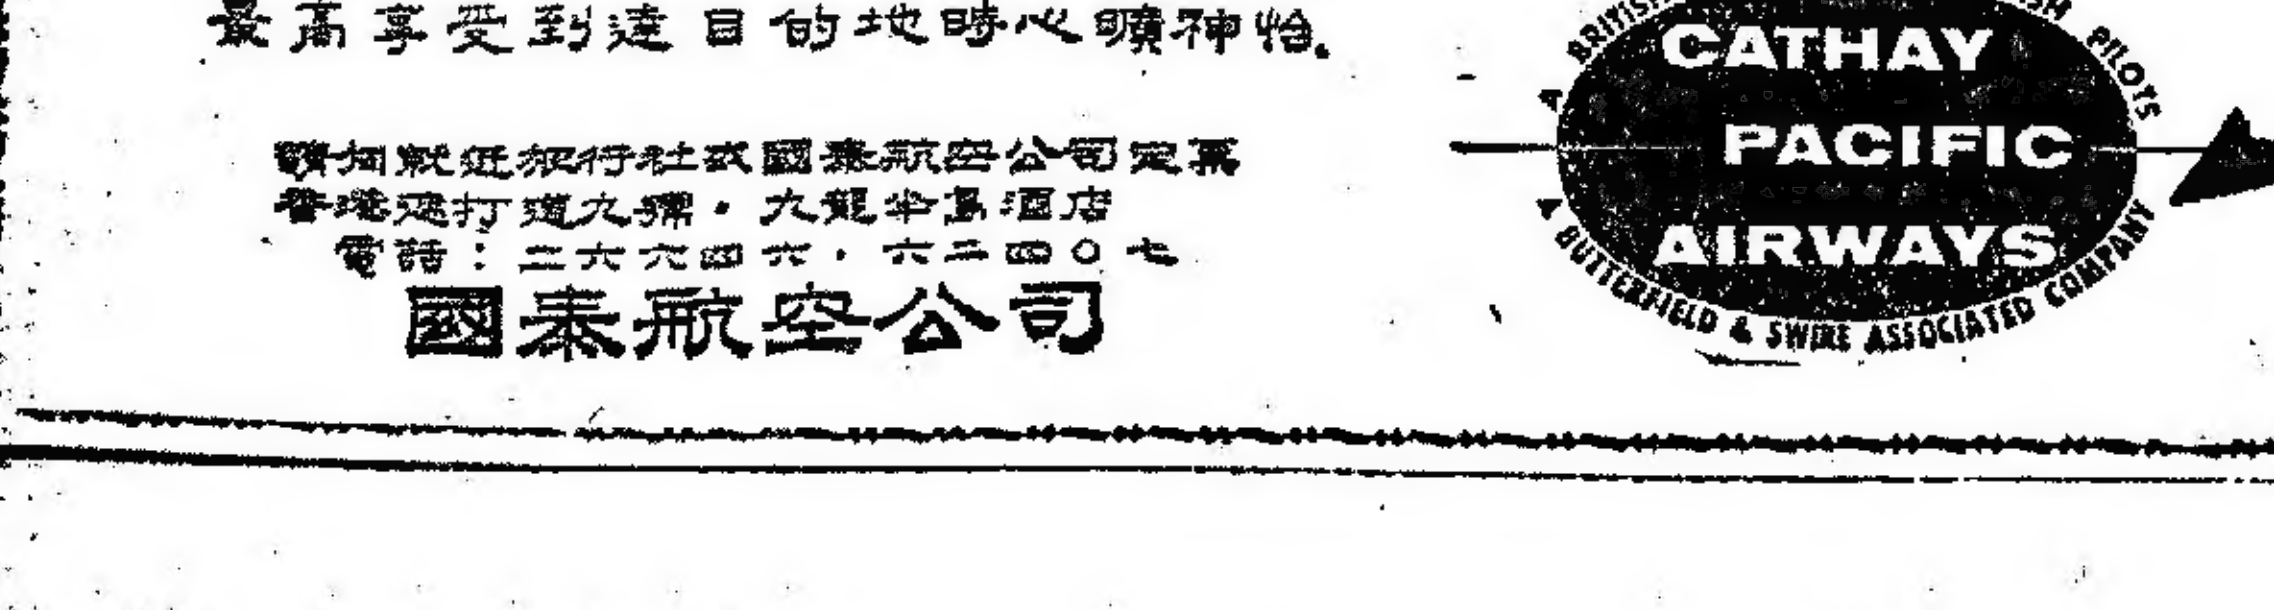 最高享受到達目的地時心曠神怡.
請向就近旅行社或國泰航空公司定票
香港遮打道九號・九龍半島酒店
電話：二六六四六・六二四〇七
國泰航空公司
PILOTS
CATHAY
PACIFIC
AIRWAYS
A BUTTERFIELD & SWIRE ASSOCIATED COMPANY